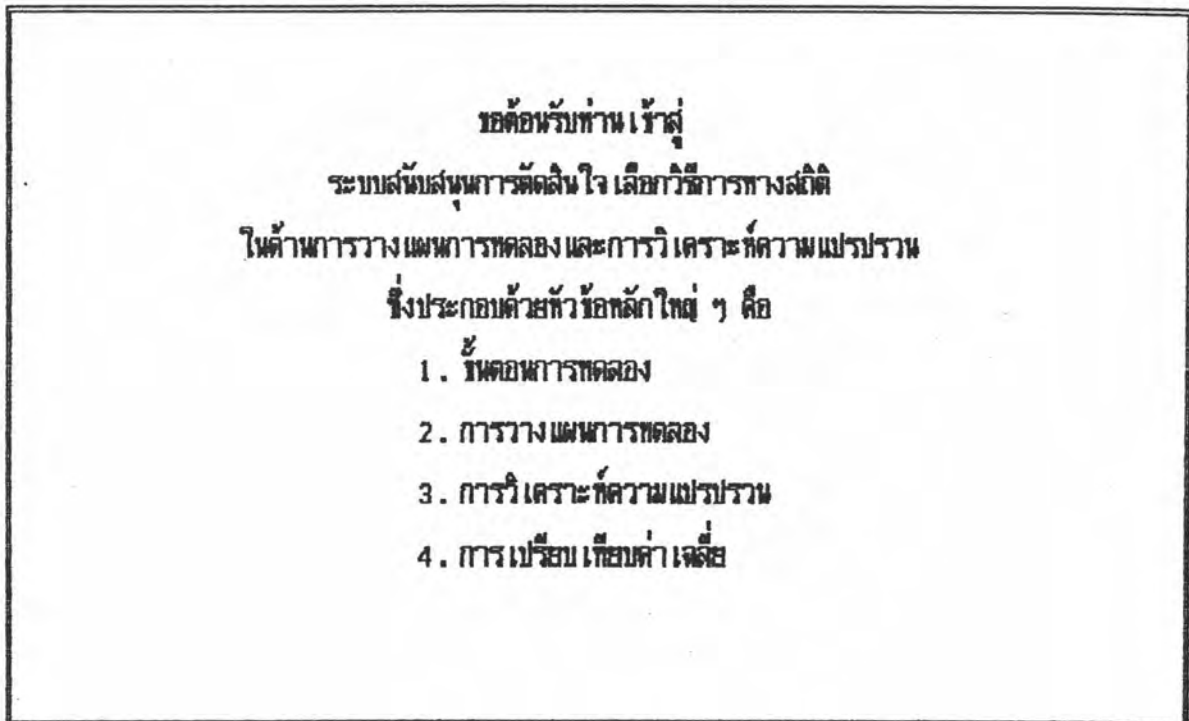 ขอต้อนรับท่านเข้าสู่
ระบบสนับสนุนการตัดสินใจเลือกวิธีการทางสถิติ
ในด้านการวางแผนการทดลองและการวิเคราะห์ความแปรปรวน
ซึ่งประกอบด้วยหัวข้อหลักใหญ่ ๆ คือ
1. ขั้นตอนการทดลอง
2. การวางแผนการทดลอง
3. การวิเคราะห์ความแปรปรวน
4. การเปรียบเทียบค่าเฉลี่ย